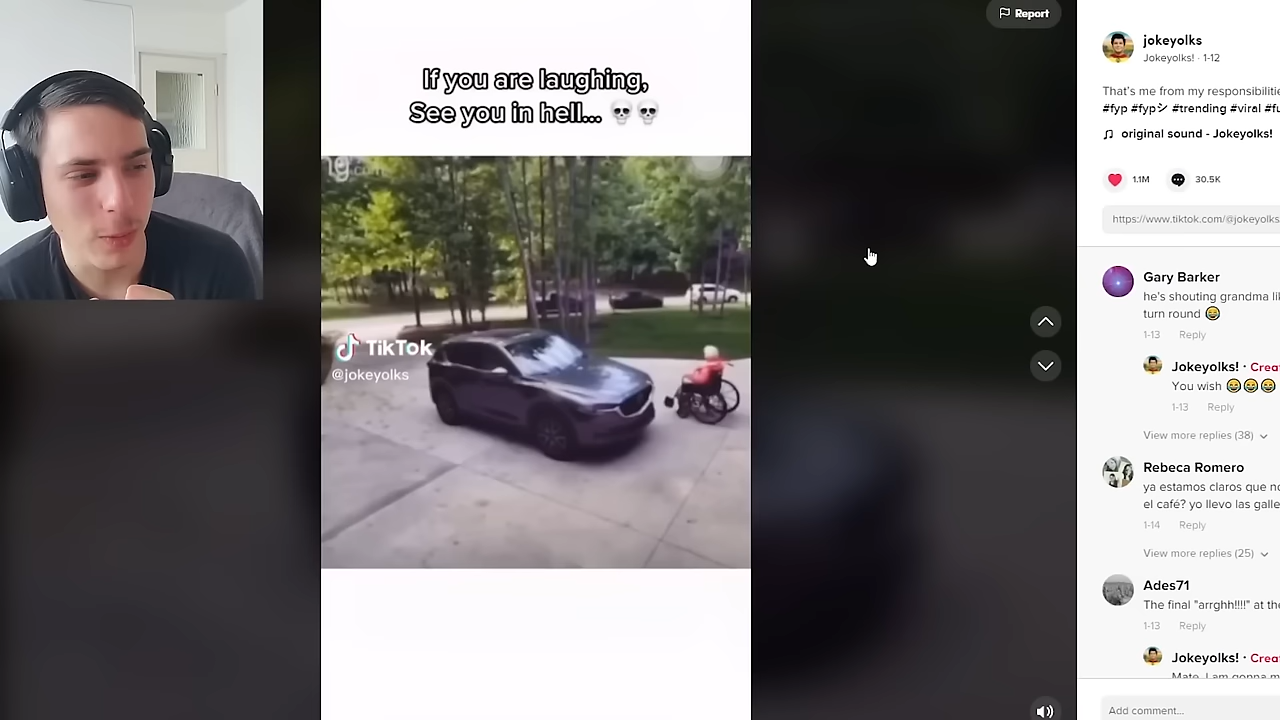 Report
If you are laughing,
See you in hell... 💀💀
TikTok
@jokeyolks
jokeyolks
Jokeyolks! · 1-12
That's me from my responsibilitie
#fyp #fypシ #trending #viral #fu
original sound - Jokeyolks!
1.1M
30.5K
https://www.tiktok.com/@jokeyolks
Gary Barker
he's shouting grandma li
turn round 😂
1-13 Reply
Jokeyolks! · Crea
You wish 😂😂😂
1-13 Reply
View more replies (38)
Rebeca Romero
ya estamos claros que no
el café? yo llevo las galle
1-14 Reply
View more replies (25)
Ades71
The final "arrghh!!!!" at the
1-13 Reply
Jokeyolks! · Crea
Mate, I am gonna m
Add comment...